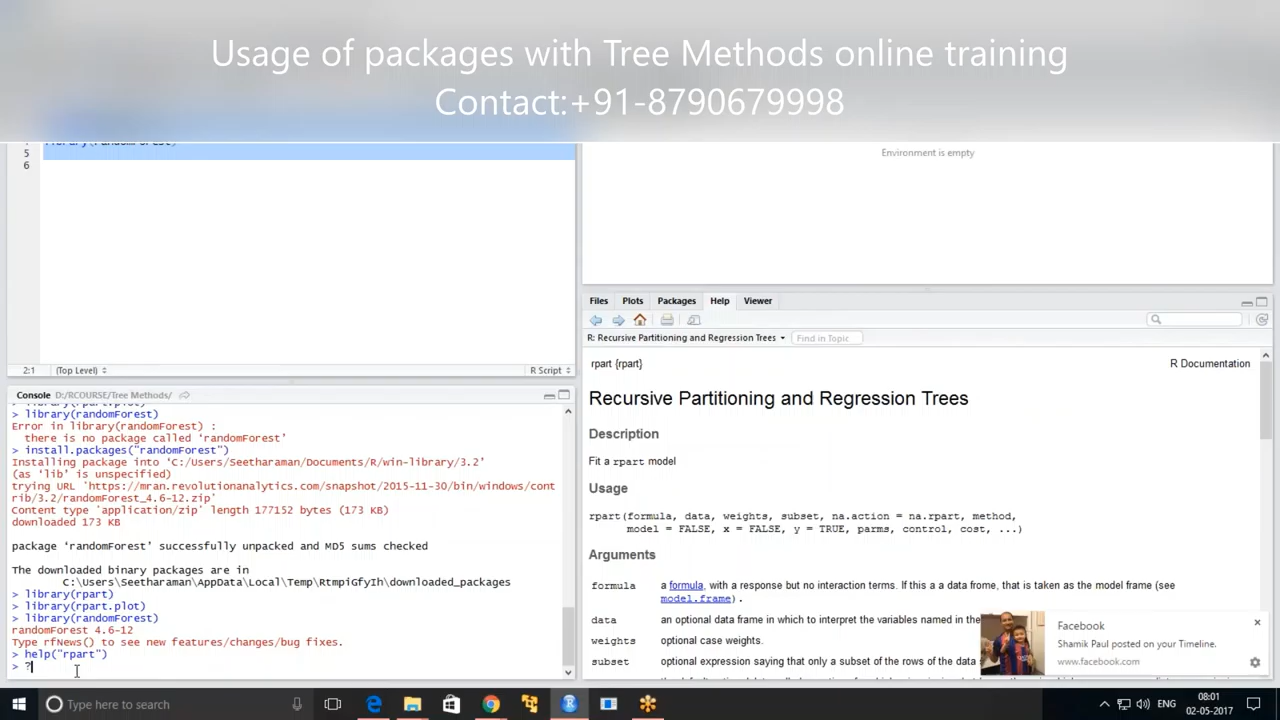 Usage of packages with Tree Methods online training
Contact:+91-8790679998
5
6
Environment is empty
Files Plots Packages Help Viewer
R: Recursive Partitioning and Regression Trees Find in Topic
rpart {rpart} R Documentation
2:1 (Top Level) R Script
Console D:/RCOURSE/Tree Methods/
> library(rpart.plot)
> library(randomForest)
Error in library(randomForest) :
there is no package called ‘randomForest’
> install.packages("randomForest")
Installing package into ‘C:/Users/Seetharaman/Documents/R/win-library/3.2’
(as ‘lib’ is unspecified)
trying URL 'https://mran.revolutionanalytics.com/snapshot/2015-11-30/bin/windows/cont
rib/3.2/randomForest_4.6-12.zip'
Content type 'application/zip' length 177152 bytes (173 KB)
downloaded 173 KB
package ‘randomForest’ successfully unpacked and MD5 sums checked
The downloaded binary packages are in
C:\Users\Seetharaman\AppData\Local\Temp\RtmpiGfyIh\downloaded_packages
> library(rpart)
> library(rpart.plot)
> library(randomForest)
randomForest 4.6-12
Type rfNews() to see new features/changes/bug fixes.
> help("rpart")
> ?
Recursive Partitioning and Regression Trees
Description
Fit a rpart model
Usage
rpart(formula, data, weights, subset, na.action = na.rpart, method,
model = FALSE, x = FALSE, y = TRUE, parms, control, cost, ...)
Arguments
formula a formula, with a response but no interaction terms. If this a a data frome, that is taken as the model frame (see
model.frame).
data an optional data frame in which to interpret the variables named in the
weights optional case weights.
subset optional expression saying that only a subset of the rows of the data
Facebook
Shamik Paul posted on your Timeline.
www.facebook.com
Type here to search
ENG
08:01
02-05-2017